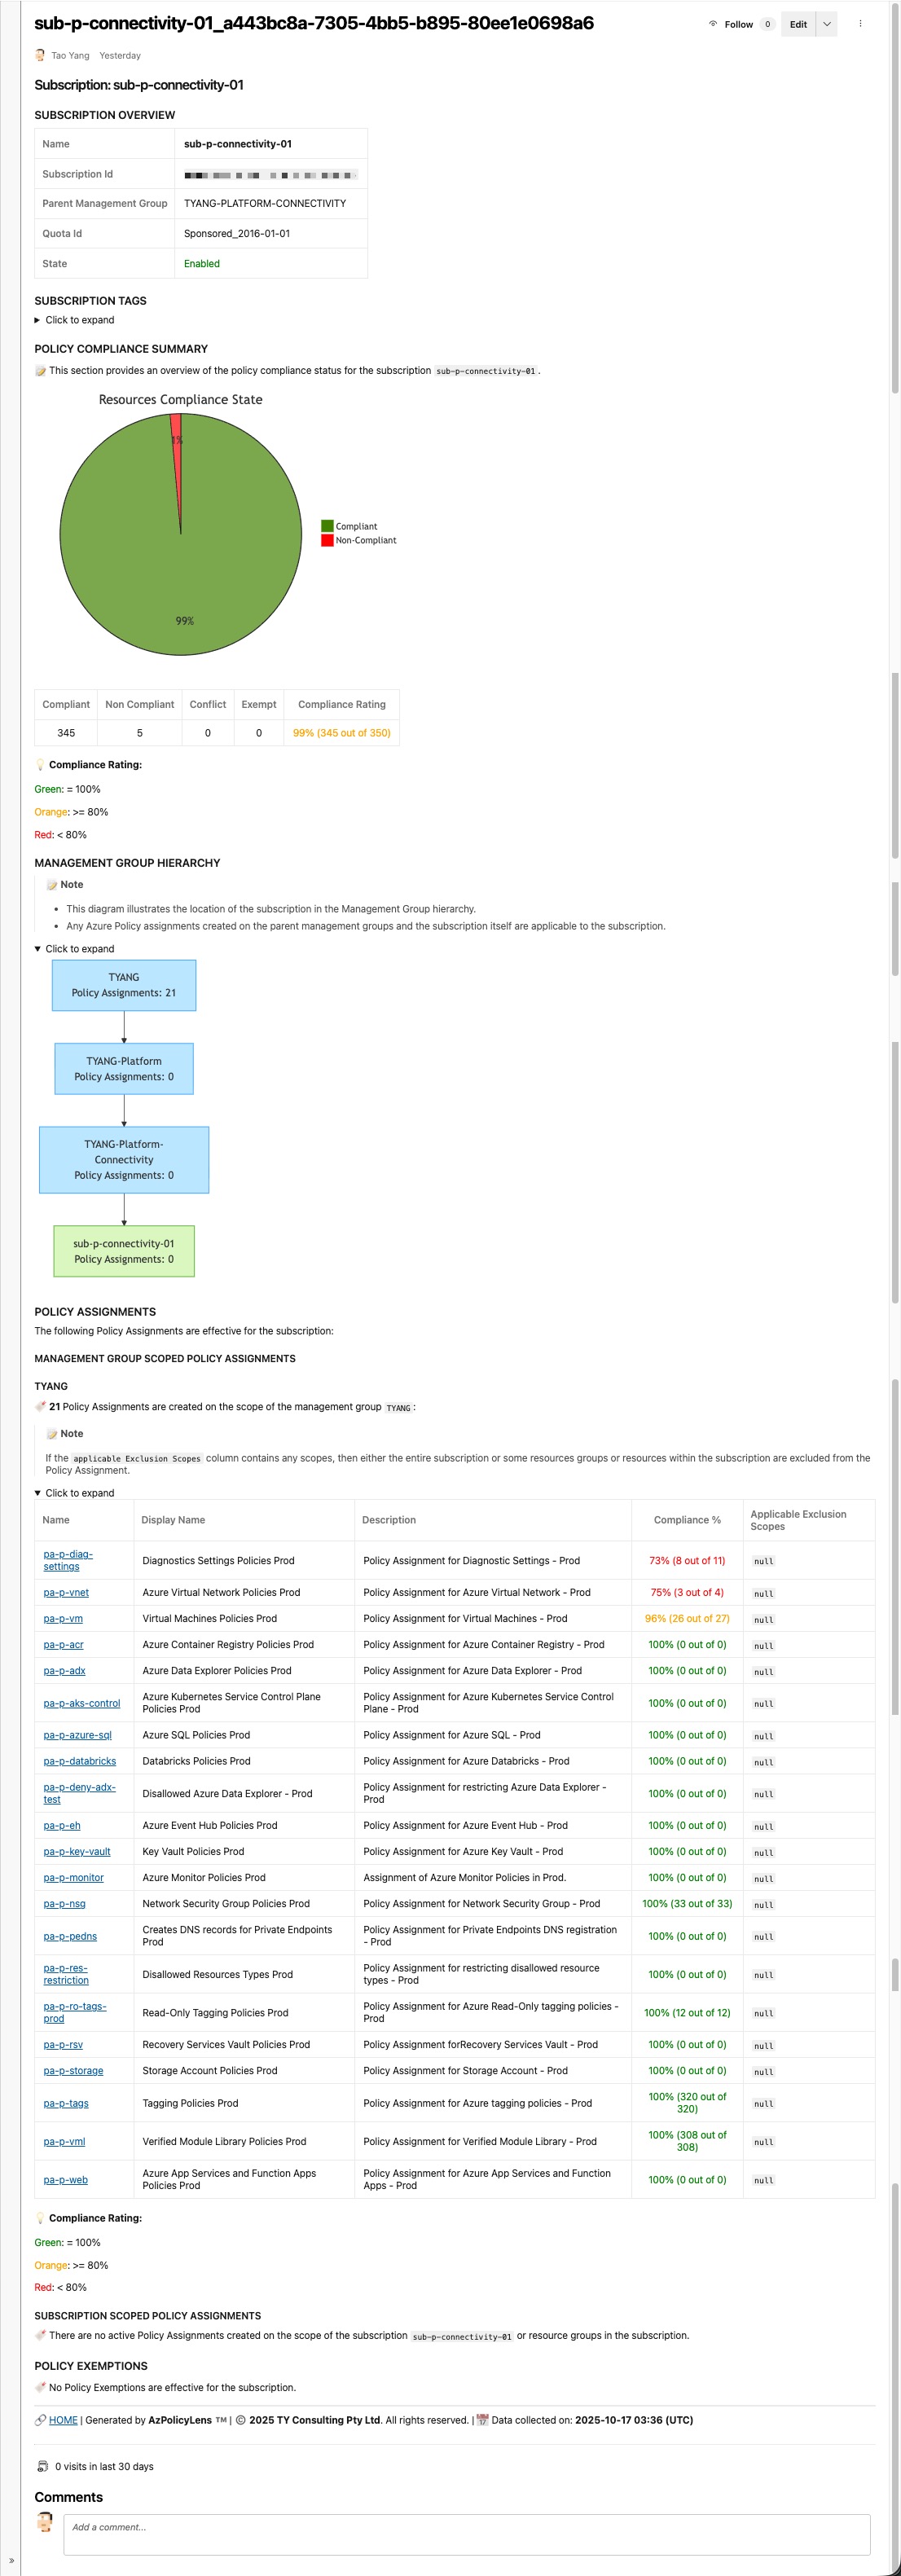 sub-p-connectivity-01_a443bc8a-7305-4bb5-b895-80ee1e0698a6
Follow 0 Edit
Tao Yang Yesterday
Subscription: sub-p-connectivity-01
SUBSCRIPTION OVERVIEW
Name sub-p-connectivity-01
Subscription Id
Parent Management Group TYANG-PLATFORM-CONNECTIVITY
Quota Id Sponsored_2016-01-01
State Enabled
SUBSCRIPTION TAGS
Click to expand
POLICY COMPLIANCE SUMMARY
This section provides an overview of the policy compliance status for the subscription sub-p-connectivity-01.
Resources Compliance State
1%
Compliant
Non-Compliant
99%
Compliant Non Compliant Conflict Exempt Compliance Rating
345 5 0 0 99% (345 out of 350)
Compliance Rating:
Green: = 100%
Orange: >= 80%
Red: < 80%
MANAGEMENT GROUP HIERARCHY
Note
• This diagram illustrates the location of the subscription in the Management Group hierarchy.
• Any Azure Policy assignments created on the parent management groups and the subscription itself are applicable to the subscription.
Click to expand
TYANG
Policy Assignments: 21
TYANG-Platform
Policy Assignments: 0
TYANG-Platform-
Connectivity
Policy Assignments: 0
sub-p-connectivity-01
Policy Assignments: 0
POLICY ASSIGNMENTS
The following Policy Assignments are effective for the subscription:
MANAGEMENT GROUP SCOPED POLICY ASSIGNMENTS
TYANG
21 Policy Assignments are created on the scope of the management group TYANG:
Note
If the applicable Exclusion Scopes column contains any scopes, then either the entire subscription or some resources groups or resources within the subscription are excluded from the
Policy Assignment.
Click to expand
Name Display Name Description Compliance % Applicable Exclusion
Scopes
pa-p-diag-
settings Diagnostics Settings Policies Prod Policy Assignment for Diagnostic Settings - Prod 73% (8 out of 11) null
pa-p-vnet Azure Virtual Network Policies Prod Policy Assignment for Azure Virtual Network - Prod 75% (3 out of 4) null
pa-p-vm Virtual Machines Policies Prod Policy Assignment for Virtual Machines - Prod 96% (26 out of 27) null
pa-p-acr Azure Container Registry Policies Prod Policy Assignment for Azure Container Registry - Prod 100% (0 out of 0) null
pa-p-adx Azure Data Explorer Policies Prod Policy Assignment for Azure Data Explorer - Prod 100% (0 out of 0) null
pa-p-aks-control Azure Kubernetes Service Control Plane Policy Assignment for Azure Kubernetes Service Control 100% (0 out of 0) null
Policies Prod Plane - Prod
pa-p-azure-sql Azure SQL Policies Prod Policy Assignment for Azure SQL - Prod 100% (0 out of 0) null
pa-p-databricks Databricks Policies Prod Policy Assignment for Azure Databricks - Prod 100% (0 out of 0) null
pa-p-deny-adx- Disallowed Azure Data Explorer - Prod Policy Assignment for restricting Azure Data Explorer - 100% (0 out of 0) null
test Prod
pa-p-eh Azure Event Hub Policies Prod Policy Assignment for Azure Event Hub - Prod 100% (0 out of 0) null
pa-p-key-vault Key Vault Policies Prod Policy Assignment for Azure Key Vault - Prod 100% (0 out of 0) null
pa-p-monitor Azure Monitor Policies Prod Assignment of Azure Monitor Policies in Prod. 100% (0 out of 0) null
pa-p-nsg Network Security Group Policies Prod Policy Assignment for Network Security Group - Prod 100% (33 out of 33) null
pa-p-pedns Creates DNS records for Private Endpoints Policy Assignment for Private Endpoints DNS registration 100% (0 out of 0) null
Prod - Prod
pa-p-res- Disallowed Resources Types Prod Policy Assignment for restricting disallowed resource 100% (0 out of 0) null
restriction types - Prod
pa-p-ro-tags- Read-Only Tagging Policies Prod Policy Assignment for Azure Read-Only tagging policies - 100% (12 out of 12) null
prod Prod
pa-p-rsv Recovery Services Vault Policies Prod Policy Assignment forRecovery Services Vault - Prod 100% (0 out of 0) null
pa-p-storage Storage Account Policies Prod Policy Assignment for Storage Account - Prod 100% (0 out of 0) null
pa-p-tags Tagging Policies Prod Policy Assignment for Azure tagging policies - Prod 100% (320 out of null
320)
pa-p-vml Verified Module Library Policies Prod Policy Assignment for Verified Module Library - Prod 100% (308 out of null
308)
pa-p-web Azure App Services and Function Apps Policy Assignment for Azure App Services and Function 100% (0 out of 0) null
Policies Prod Apps - Prod
Compliance Rating:
Green: = 100%
Orange: >= 80%
Red: < 80%
SUBSCRIPTION SCOPED POLICY ASSIGNMENTS
There are no active Policy Assignments created on the scope of the subscription sub-p-connectivity-01 or resource groups in the subscription.
POLICY EXEMPTIONS
No Policy Exemptions are effective for the subscription.
HOME | Generated by AzPolicyLens ™ | © 2025 TY Consulting Pty Ltd. All rights reserved. | Data collected on: 2025-10-17 03:36 (UTC)
0 visits in last 30 days
Comments
Add a comment...